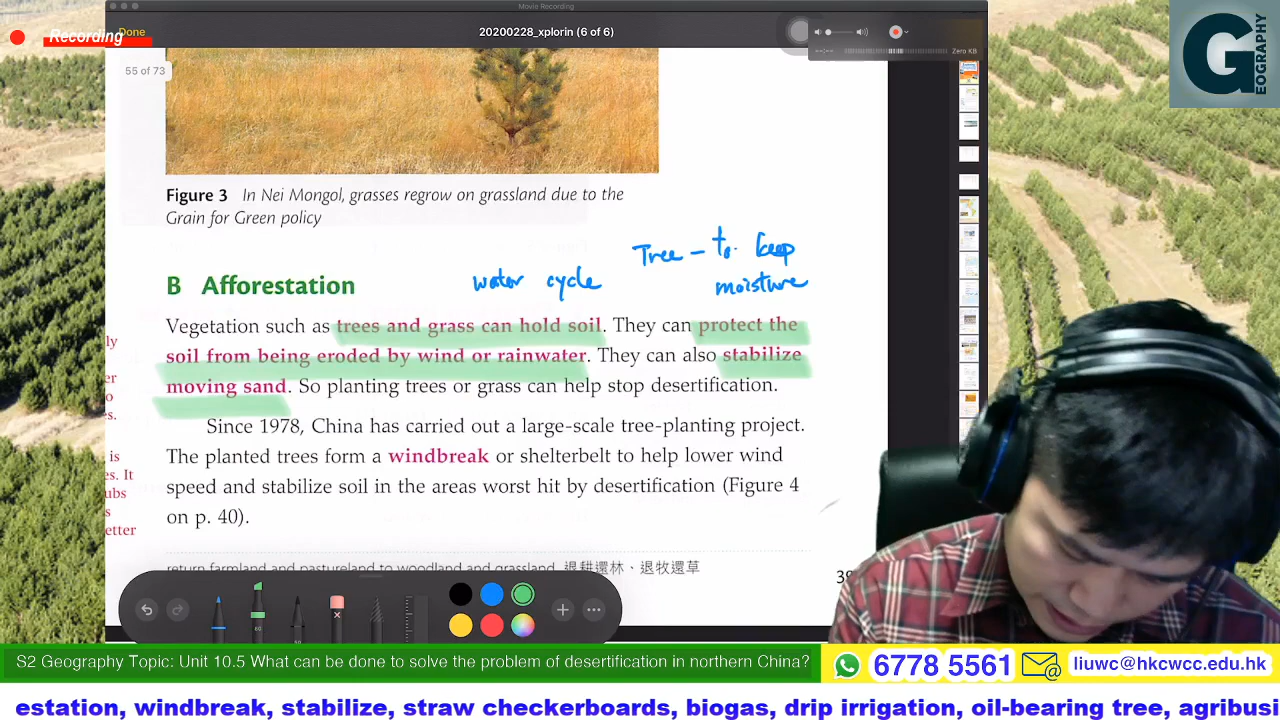 Movie Recording
Recording
Done
20200228_xplorin (6 of 6)
Zero KB
GEOGRAPHY
55 of 73
Figure 3 In Nei Mongol, grasses regrow on grassland due to the
Grain for Green policy
Tree - to keep
moisture
water cycle
B Afforestation
Vegetation such as trees and grass can hold soil. They can protect the
soil from being eroded by wind or rainwater. They can also stabilize
moving sand. So planting trees or grass can help stop desertification.
Since 1978, China has carried out a large-scale tree-planting project.
The planted trees form a windbreak or shelterbelt to help lower wind
speed and stabilize soil in the areas worst hit by desertification (Figure 4
on p. 40).
is
es. It
etter
return farmland and pastureland to woodland and grassland 退耕還林、退牧還草
S2 Geography Topic: Unit 10.5 What can be done to solve the problem of desertification in northern China?
6778 5561
liuwc@hkcwcc.edu.hk
estation, windbreak, stabilize, straw checkerboards, biogas, drip irrigation, oil-bearing tree, agribusi